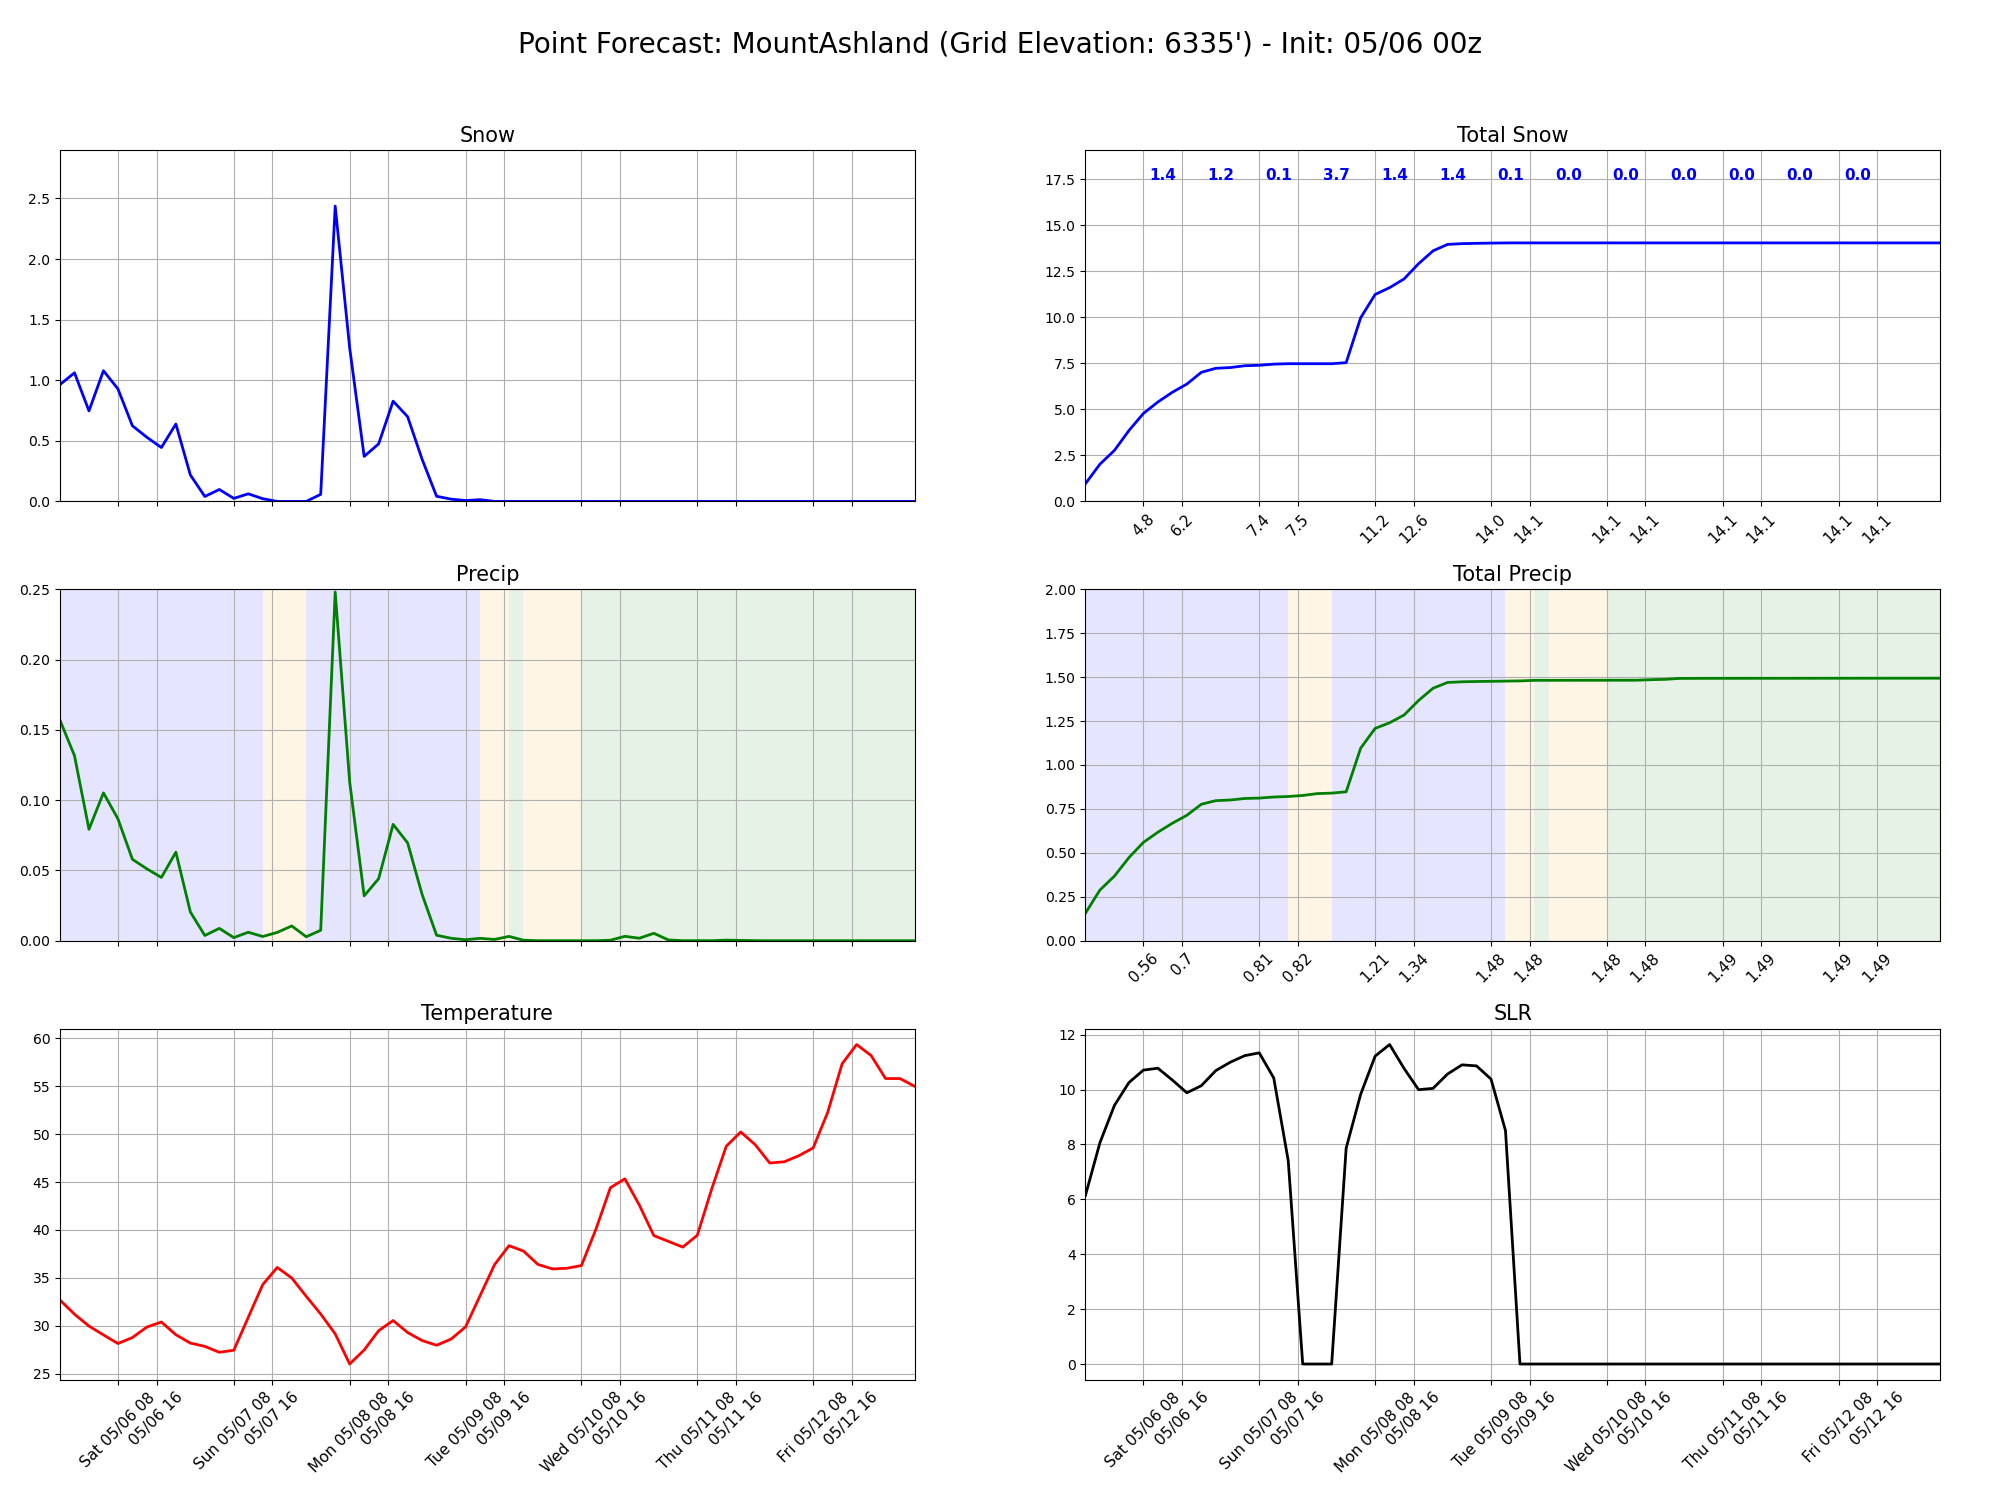 Point Forecast: MountAshland (Grid Elevation: 6335') - Init: 05/06 00z
Snow
2.5
2.0
1.5
1.0
0.5
0.0
Total Snow
1.4 1.2 0.1 3.7 1.4 1.4 0.1 0.0 0.0 0.0 0.0 0.0 0.0
17.5
15.0
12.5
10.0
7.5
5.0
2.5
0.0
4.8 6.2 7.4 7.5 11.2 12.6 14.0 14.1 14.1 14.1 14.1 14.1 14.1 14.1
Precip
0.25
0.20
0.15
0.10
0.05
0.00
Total Precip
2.00
1.75
1.50
1.25
1.00
0.75
0.50
0.25
0.00
0.56 0.7 0.81 0.82 1.21 1.34 1.48 1.48 1.48 1.48 1.49 1.49 1.49 1.49
Temperature
60
55
50
45
40
35
30
25
Sat 05/06 08
05/06 16
Sun 05/07 08
05/07 16
Mon 05/08 08
05/08 16
Tue 05/09 08
05/09 16
Wed 05/10 08
05/10 16
Thu 05/11 08
05/11 16
Fri 05/12 08
05/12 16
SLR
12
10
8
6
4
2
0
Sat 05/06 08
05/06 16
Sun 05/07 08
05/07 16
Mon 05/08 08
05/08 16
Tue 05/09 08
05/09 16
Wed 05/10 08
05/10 16
Thu 05/11 08
05/11 16
Fri 05/12 08
05/12 16